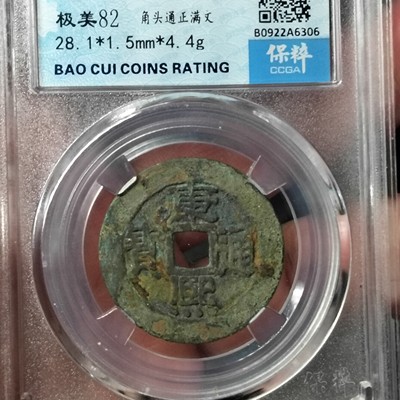 极美82 角头通正满文
28.1*1.5mm*4.4g
BAO CUI COINS RATING
B0922A6306
保粹
CCGA
康熙通寶